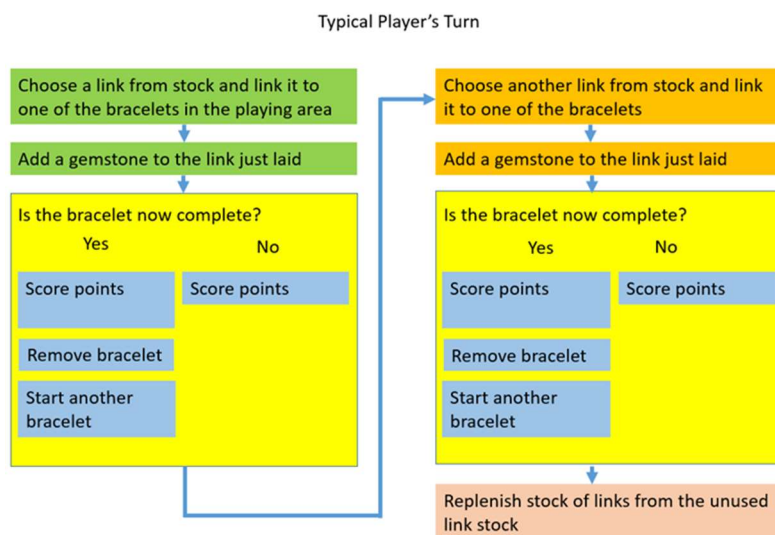 Typical Player's Turn
Choose a link from stock and link it to
one of the bracelets in the playing area
Add a gemstone to the link just laid
Is the bracelet now complete?
Yes
No
Score points
Score points
Remove bracelet
Start another
bracelet
Choose another link from stock and link
it to one of the bracelets
Add a gemstone to the link just laid
Is the bracelet now complete?
Yes
No
Score points
Score points
Remove bracelet
Start another
bracelet
Replenish stock of links from the unused
link stock